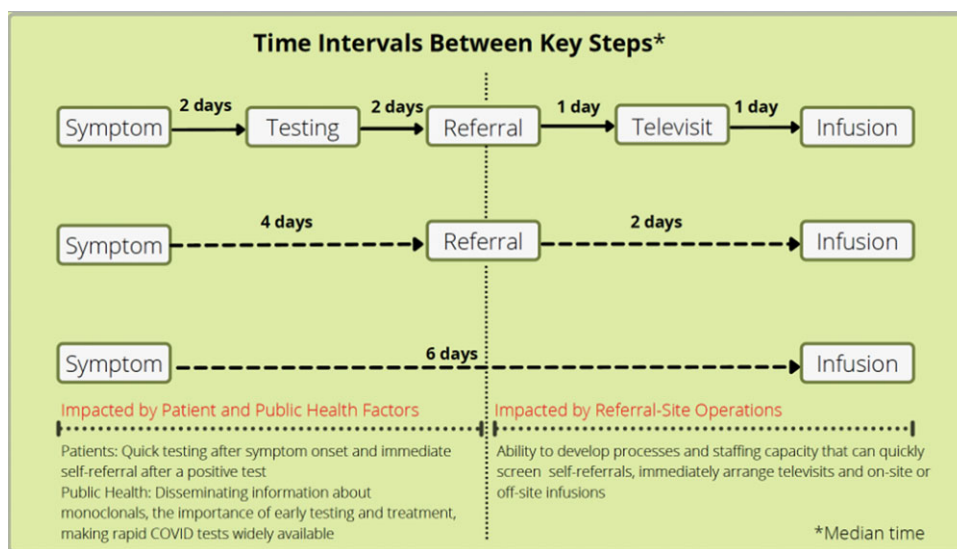 Time Intervals Between Key Steps*
2 days
2 days
1 day
1 day
Symptom
Testing
Referral
Televisit
Infusion
4 days
2 days
Symptom
Referral
Infusion
6 days
Symptom
Infusion
Impacted by Patient and Public Health Factors
Patients: Quick testing after symptom onset and immediate
self-referral after a positive test
Public Health: Disseminating information about
monoclonals, the importance of early testing and treatment,
making rapid COVID tests widely available
Impacted by Referral-Site Operations
Ability to develop processes and staffing capacity that can quickly
screen self-referrals, immediately arrange televisits and on-site or
off-site infusions
*Median time